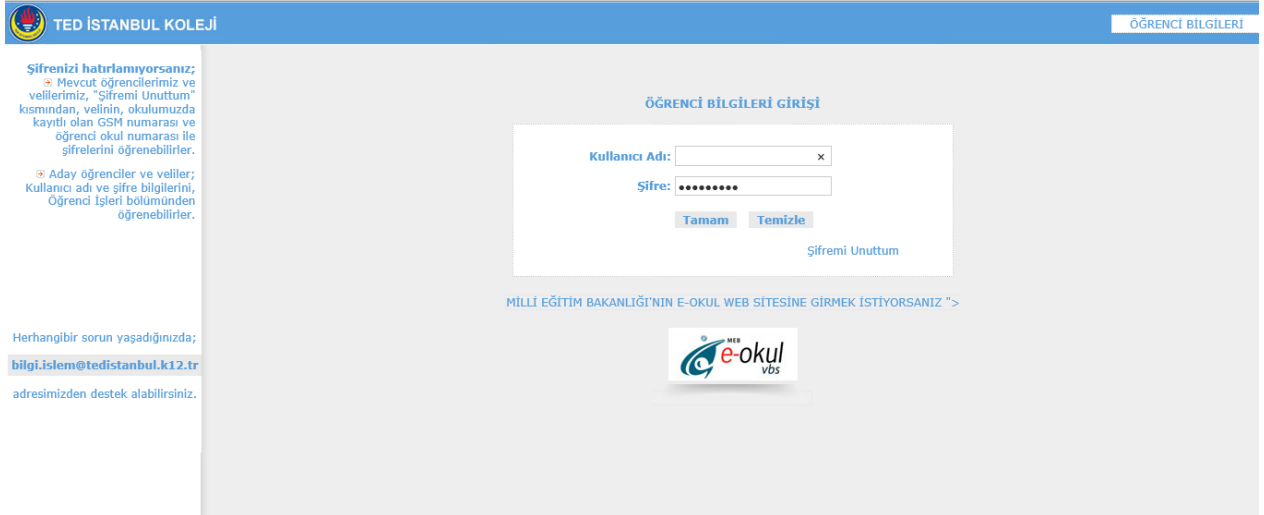 TED İSTANBUL KOLEJİ
ÖĞRENCİ BİLGİLERİ
Şifrenizi hatırlamıyorsanız;
Mevcut öğrencilerimiz ve
velilerimiz, "Şifremi Unuttum"
kısmından, velinin, okulumuzda
kayıtlı olan GSM numarası ve
öğrenci okul numarası ile
şifrelerini öğrenebilirler.
Aday öğrenciler ve veliler;
Kullanıcı adı ve şifre bilgilerini,
Öğrenci İşleri bölümünden
öğrenebilirler.
Herhangibir sorun yaşadığınızda;
bilgi.islem@tedistanbul.k12.tr
adresimizden destek alabilirsiniz.
ÖĞRENCİ BİLGİLERİ GİRİŞİ
Kullanıcı Adı: ×
Şifre: •••••••••
Tamam Temizle
Şifremi Unuttum
MİLLİ EĞİTİM BAKANLIĞI'NIN E-OKUL WEB SİTESİNE GİRMEK İSTİYORSANIZ ">
MEB
e-okul
vbs